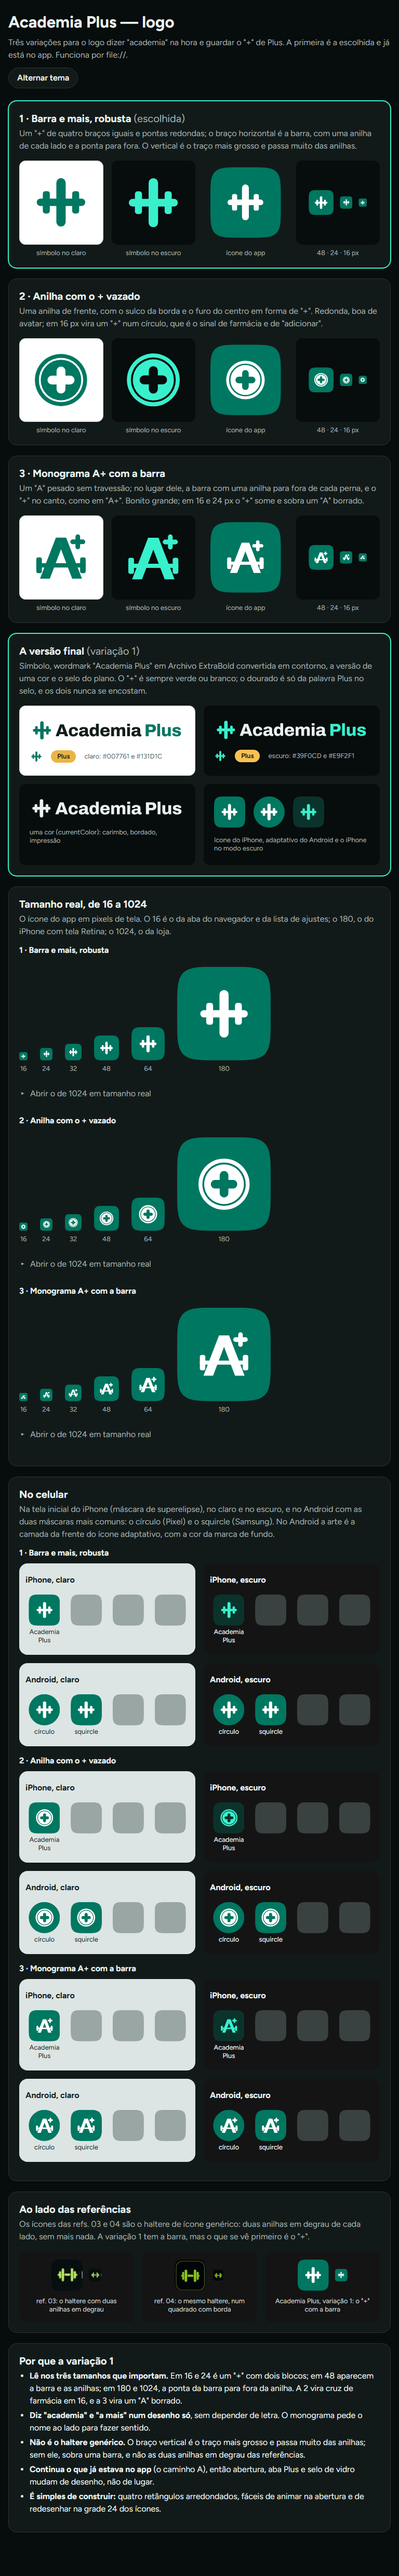 Academia Plus — logo
Três variações para o logo dizer "academia" na hora e guardar o "+" de Plus. A primeira é a escolhida e já
está no app. Funciona por file://.
Alternar tema
1 · Barra e mais, robusta (escolhida)
Um "+" de quatro braços iguais e pontas redondas; o braço horizontal é a barra, com uma anilha
de cada lado e a ponta para fora. O vertical é o traço mais grosso e passa muito das anilhas.
símbolo no claro
símbolo no escuro
ícone do app
48 · 24 · 16 px
2 · Anilha com o + vazado
Uma anilha de frente, com o sulco da borda e o furo do centro em forma de "+". Redonda, boa de
avatar; em 16 px vira um "+" num círculo, que é o sinal de farmácia e de "adicionar".
símbolo no claro
símbolo no escuro
ícone do app
48 · 24 · 16 px
3 · Monograma A+ com a barra
Um "A" pesado sem travessão; no lugar dele, a barra com uma anilha para fora de cada perna, e o
"+" no canto, como em "A+". Bonito grande; em 16 e 24 px o "+" some e sobra um "A" borrado.
símbolo no claro
símbolo no escuro
ícone do app
48 · 24 · 16 px
A versão final (variação 1)
Símbolo, wordmark "Academia Plus" em Archivo ExtraBold convertida em contorno, a versão de
uma cor e o selo do plano. O "+" é sempre verde ou branco; o dourado é só da palavra Plus no
selo, e os dois nunca se encostam.
Academia Plus
Plus
claro: #007761 e #131D1C
Academia Plus
Plus
escuro: #39F0CD e #E9F2F1
Academia Plus
uma cor (currentColor): carimbo, bordado,
impressão
Ícone do iPhone, adaptativo do Android e o iPhone
no modo escuro
Tamanho real, de 16 a 1024
O ícone do app em pixels de tela. O 16 é o da aba do navegador e da lista de ajustes; o 180, o do
iPhone com tela Retina; o 1024, o da loja.
1 · Barra e mais, robusta
16 24 32 48 64 180
Abrir o de 1024 em tamanho real
2 · Anilha com o + vazado
16 24 32 48 64 180
Abrir o de 1024 em tamanho real
3 · Monograma A+ com a barra
16 24 32 48 64 180
Abrir o de 1024 em tamanho real
No celular
Na tela inicial do iPhone (máscara de superelipse), no claro e no escuro, e no Android com as
duas máscaras mais comuns: o círculo (Pixel) e o squircle (Samsung). No Android a arte é a
camada da frente do ícone adaptativo, com a cor da marca de fundo.
1 · Barra e mais, robusta
iPhone, claro
Academia
Plus
iPhone, escuro
Academia
Plus
Android, claro
círculo
squircle
Android, escuro
círculo
squircle
2 · Anilha com o + vazado
iPhone, claro
Academia
Plus
iPhone, escuro
Academia
Plus
Android, claro
círculo
squircle
Android, escuro
círculo
squircle
3 · Monograma A+ com a barra
iPhone, claro
Academia
Plus
iPhone, escuro
Academia
Plus
Android, claro
círculo
squircle
Android, escuro
círculo
squircle
Ao lado das referências
Os ícones das refs. 03 e 04 são o haltere de ícone genérico: duas anilhas em degrau de cada
lado, sem mais nada. A variação 1 tem a barra, mas o que se vê primeiro é o "+".
ref. 03: o haltere com duas
anilhas em degrau
ref. 04: o mesmo haltere, num
quadrado com borda
Academia Plus, variação 1: o "+"
com a barra
Por que a variação 1
Lê nos três tamanhos que importam. Em 16 e 24 é um "+" com dois blocos; em 48 aparecem
a barra e as anilhas; em 180 e 1024, a ponta da barra para fora da anilha. A 2 vira cruz de
farmácia em 16, e a 3 vira um "A" borrado.
Diz "academia" e "a mais" num desenho só, sem depender de letra. O monograma pede o
nome ao lado para fazer sentido.
Não é o haltere genérico. O braço vertical é o traço mais grosso e passa muito das anilhas;
sem ele, sobra uma barra, e não as duas anilhas em degrau das referências.
Continua o que já estava no app (o caminho A), então abertura, aba Plus e selo de vidro
mudam de desenho, não de lugar.
É simples de construir: quatro retângulos arredondados, fáceis de animar na abertura e de
redesenhar na grade 24 dos ícones.